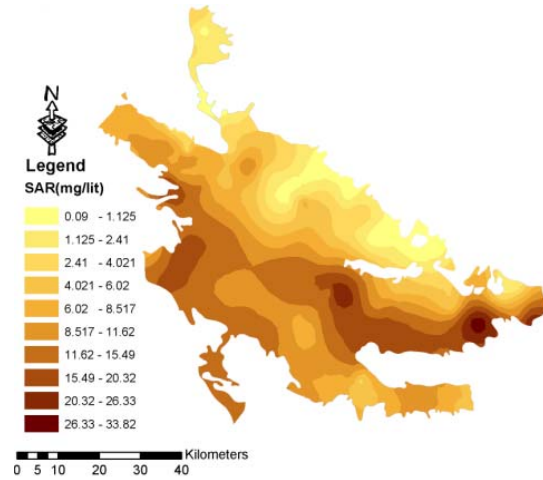 N
Legend
SAR(mg/lit)
0.09 - 1.125
1.125 - 2.41
2.41 - 4.021
4.021 - 6.02
6.02 - 8.517
8.517 - 11.62
11.62 - 15.49
15.49 - 20.32
20.32 - 26.33
26.33 - 33.82
Kilometers
0 5 10 20 30 40